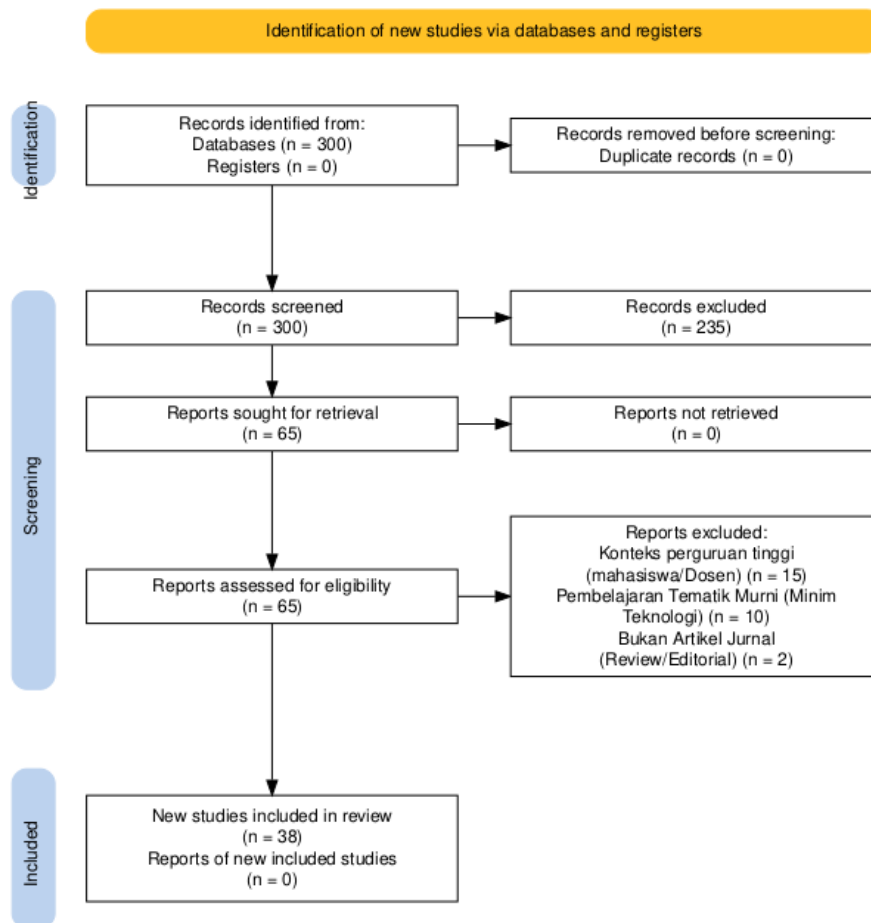 Identification of new studies via databases and registers
Identification
Records identified from:
Databases (n = 300)
Registers (n = 0)
Records removed before screening:
Duplicate records (n = 0)
Screening
Records screened
(n = 300)
Records excluded
(n = 235)
Reports sought for retrieval
(n = 65)
Reports not retrieved
(n = 0)
Reports assessed for eligibility
(n = 65)
Reports excluded:
Konteks perguruan tinggi
(mahasiswa/Dosen) (n = 15)
Pembelajaran Tematik Murni (Minim
Teknologi) (n = 10)
Bukan Artikel Jurnal
(Review/Editorial) (n = 2)
Included
New studies included in review
(n = 38)
Reports of new included studies
(n = 0)